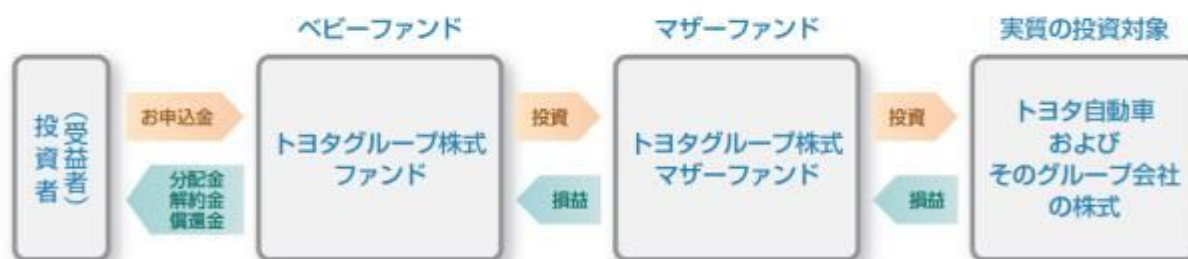 ベビーファンド
マザーファンド
実質の投資対象
投資者
(受益者)
お申込金
分配金
解約金
償還金
トヨタグループ株式
ファンド
投資
損益
トヨタグループ株式
マザーファンド
投資
損益
トヨタ自動車
および
そのグループ会社
の株式